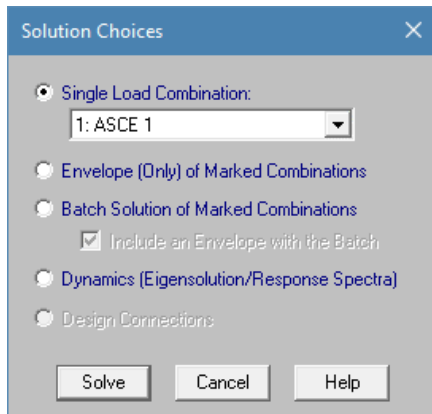 Solution Choices
Single Load Combination:
1: ASCE 1
Envelope (Only) of Marked Combinations
Batch Solution of Marked Combinations
Include an Envelope with the Batch
Dynamics (Eigensolution/Response Spectra)
Design Connections
Solve Cancel Help